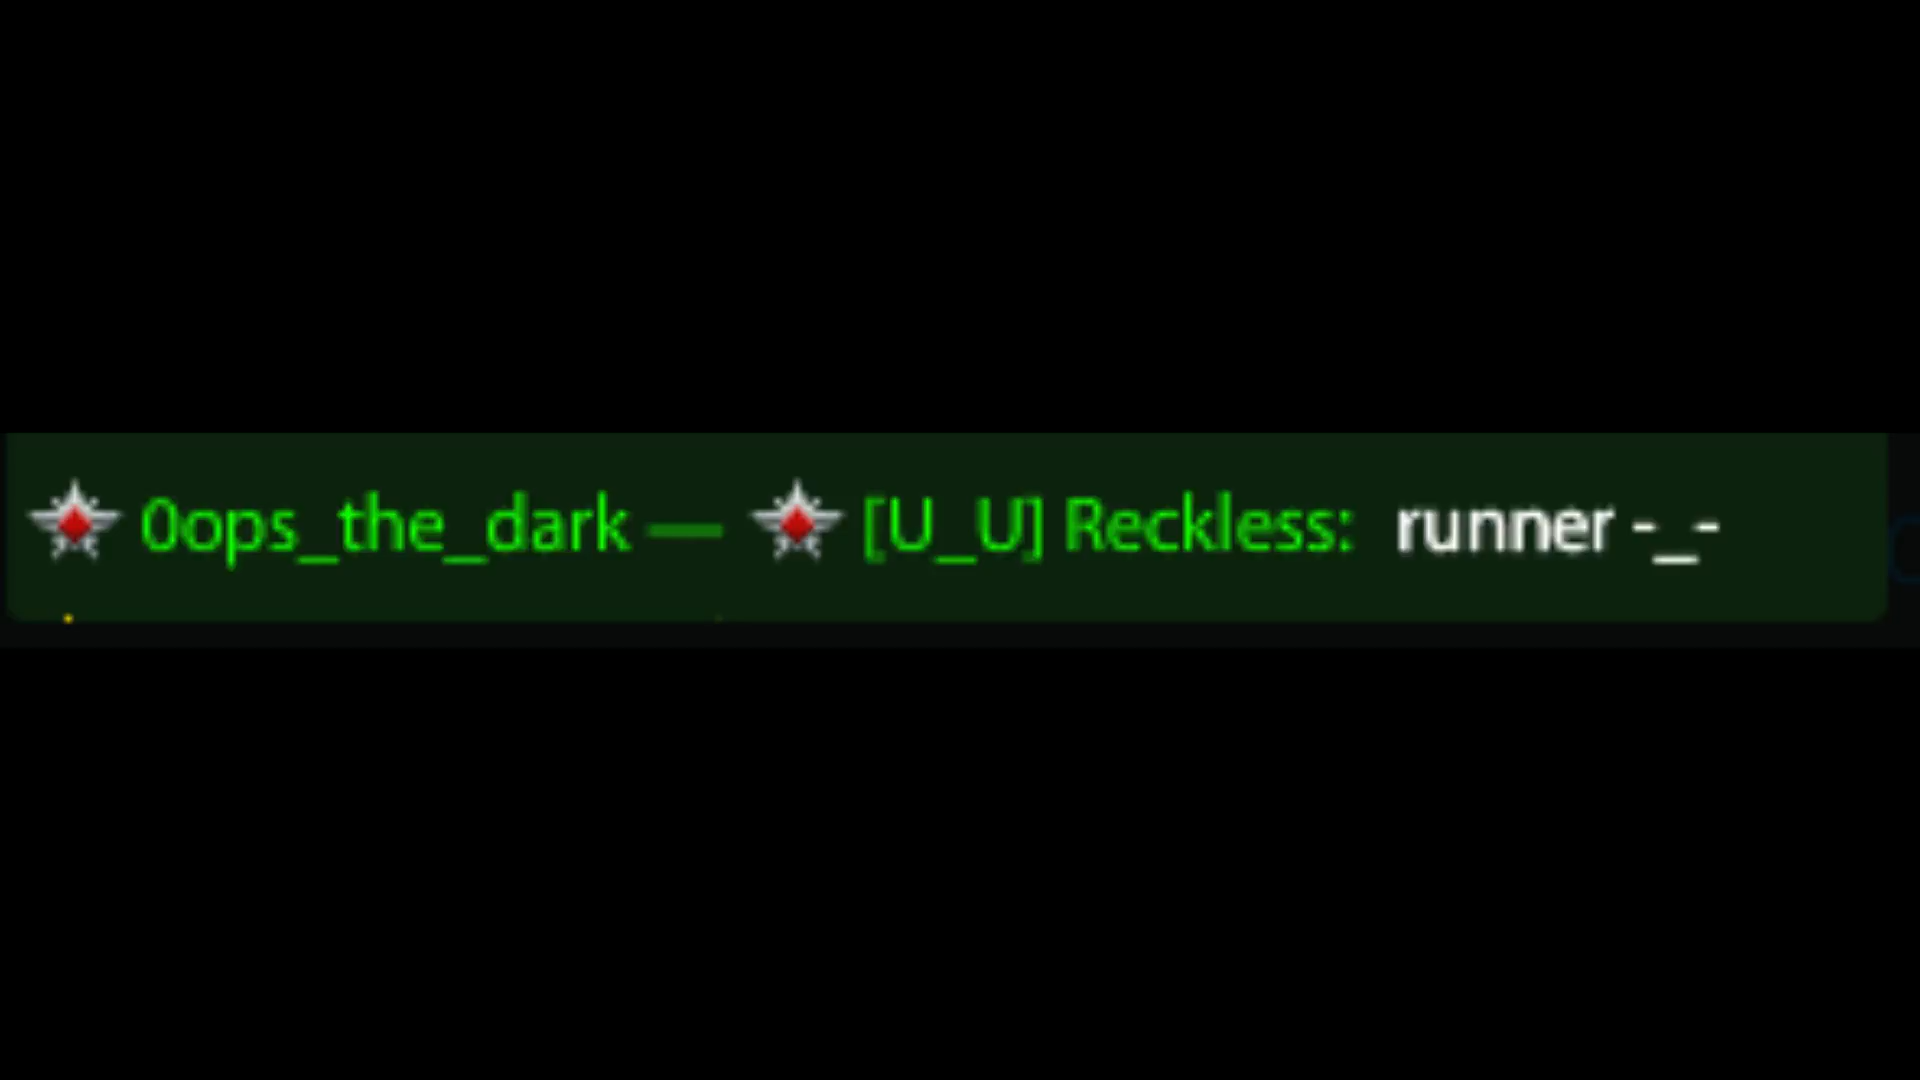 0ops_the_dark — [U_U] Reckless: runner -_-